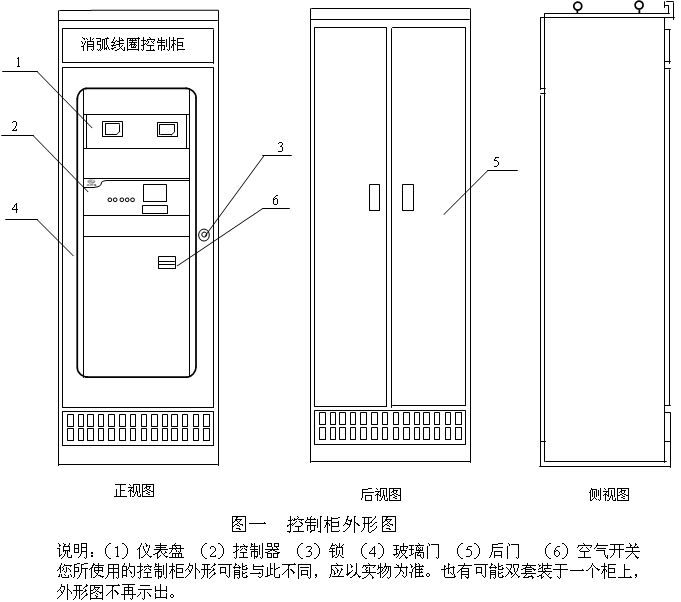 消弧线圈控制柜
1
2
3
4
5
6
正视图
后视图
侧视图
图一 控制柜外形图
说明：（1）仪表盘 （2）控制器 （3）锁 （4）玻璃门 （5）后门 （6）空气开关
您所使用的控制柜外形可能与此不同，应以实物为准。也有可能双套装于一个柜上，
外形图不再示出。